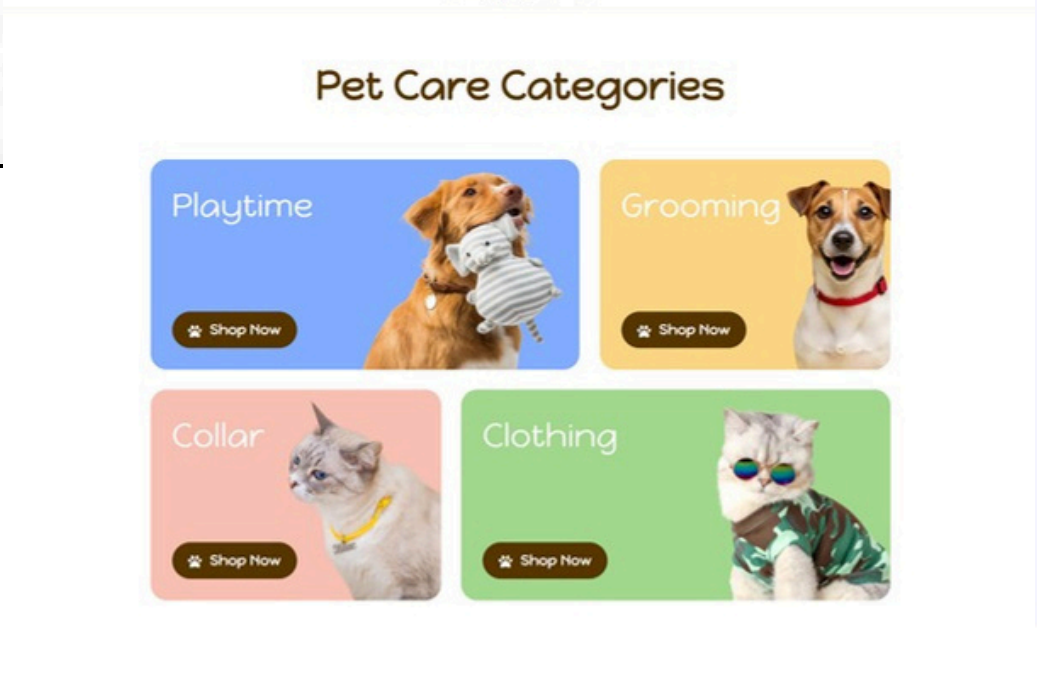 Pet Care Categories
Playtime
Shop Now
Grooming
Shop Now
Collar
Shop Now
Clothing
Shop Now